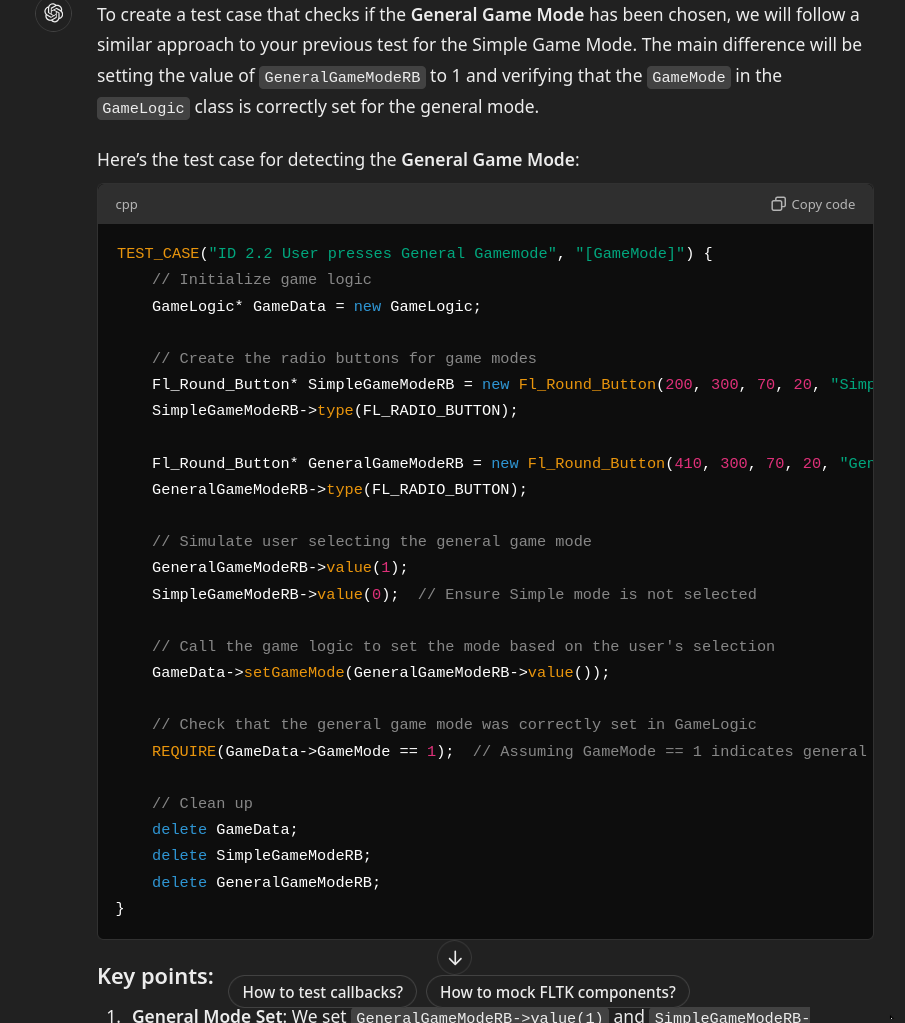 To create a test case that checks if the General Game Mode has been chosen, we will follow a
similar approach to your previous test for the Simple Game Mode. The main difference will be
setting the value of GeneralGameModeRB to 1 and verifying that the GameMode in the
GameLogic class is correctly set for the general mode.
Here’s the test case for detecting the General Game Mode:
cpp
Copy code
TEST_CASE("ID 2.2 User presses General Gamemode", "[GameMode]") {
    // Initialize game logic
    GameLogic* GameData = new GameLogic;
    // Create the radio buttons for game modes
    Fl_Round_Button* SimpleGameModeRB = new Fl_Round_Button(200, 300, 70, 20, "Simp
    SimpleGameModeRB->type(FL_RADIO_BUTTON);
    Fl_Round_Button* GeneralGameModeRB = new Fl_Round_Button(410, 300, 70, 20, "Gen
    GeneralGameModeRB->type(FL_RADIO_BUTTON);
    // Simulate user selecting the general game mode
    GeneralGameModeRB->value(1);
    SimpleGameModeRB->value(0);  // Ensure Simple mode is not selected
    // Call the game logic to set the mode based on the user's selection
    GameData->setGameMode(GeneralGameModeRB->value());
    // Check that the general game mode was correctly set in GameLogic
    REQUIRE(GameData->GameMode == 1);  // Assuming GameMode == 1 indicates general
    // Clean up
    delete GameData;
    delete SimpleGameModeRB;
    delete GeneralGameModeRB;
}
Key points:
How to test callbacks?
How to mock FLTK components?
1. General Mode Set: We set GeneralGameModeRB->value(1) and SimpleGameModeRB-